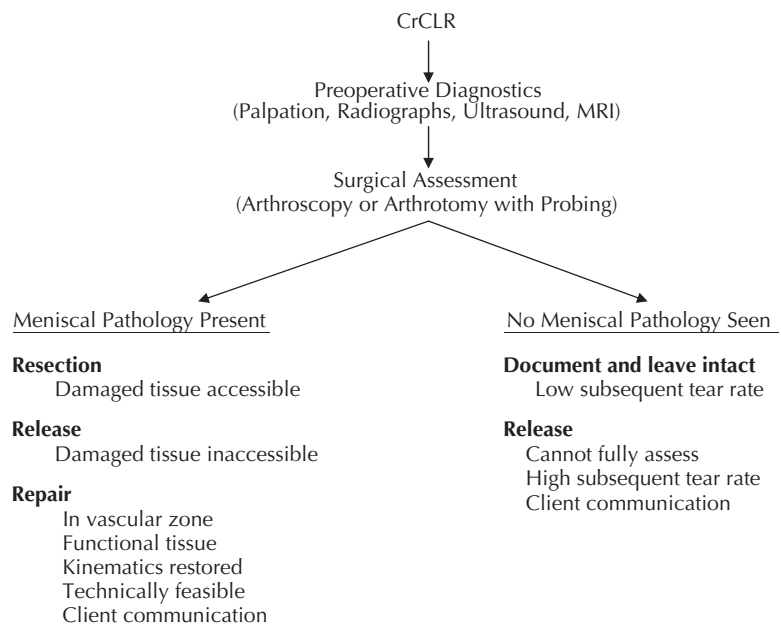 CrCLR
Preoperative Diagnostics
(Palpation, Radiographs, Ultrasound, MRI)
Surgical Assessment
(Arthroscopy or Arthrotomy with Probing)
Meniscal Pathology Present
Resection
Damaged tissue accessible
Release
Damaged tissue inaccessible
Repair
In vascular zone
Functional tissue
Kinematics restored
Technically feasible
Client communication
No Meniscal Pathology Seen
Document and leave intact
Low subsequent tear rate
Release
Cannot fully assess
High subsequent tear rate
Client communication